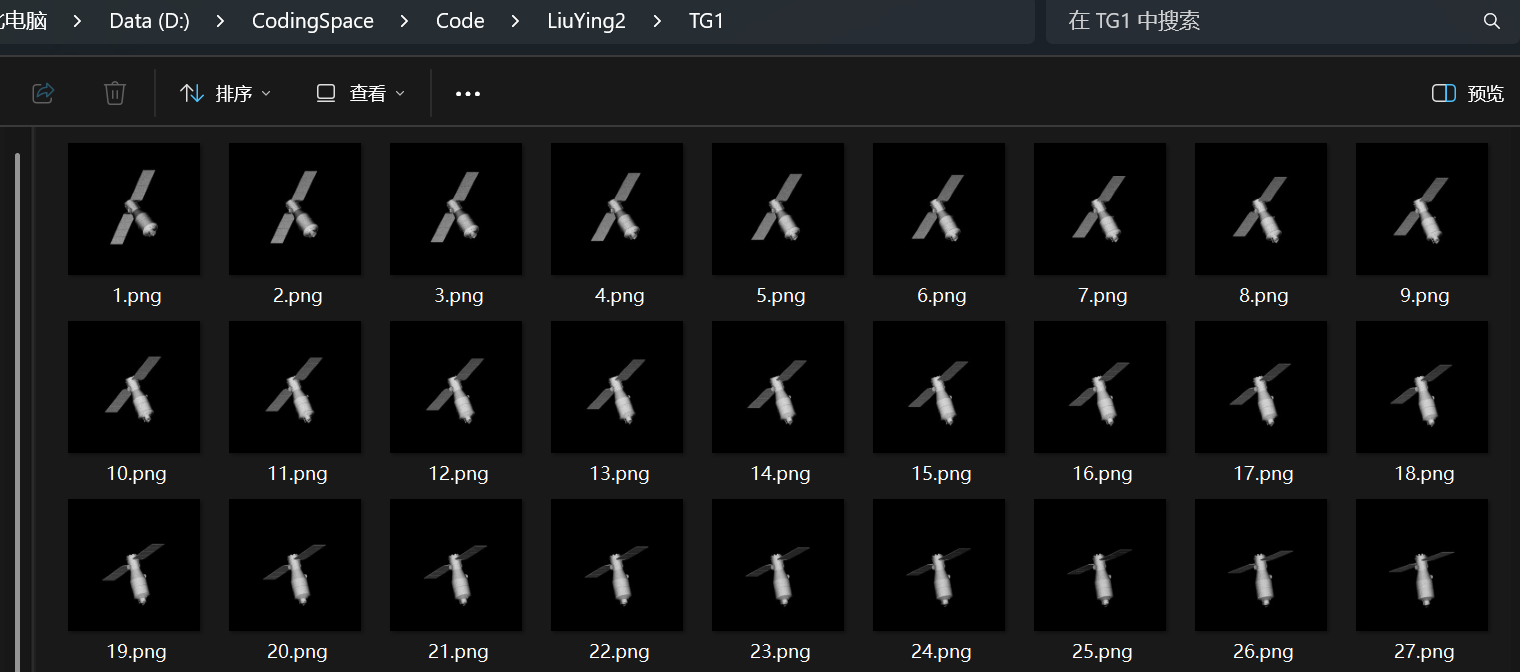 电脑 > Data (D:) > CodingSpace > Code > LiuYing2 > TG1
在 TG1 中搜索
排序 查看 ••• 预览
1.png 2.png 3.png 4.png 5.png 6.png 7.png 8.png 9.png
10.png 11.png 12.png 13.png 14.png 15.png 16.png 17.png 18.png
19.png 20.png 21.png 22.png 23.png 24.png 25.png 26.png 27.png